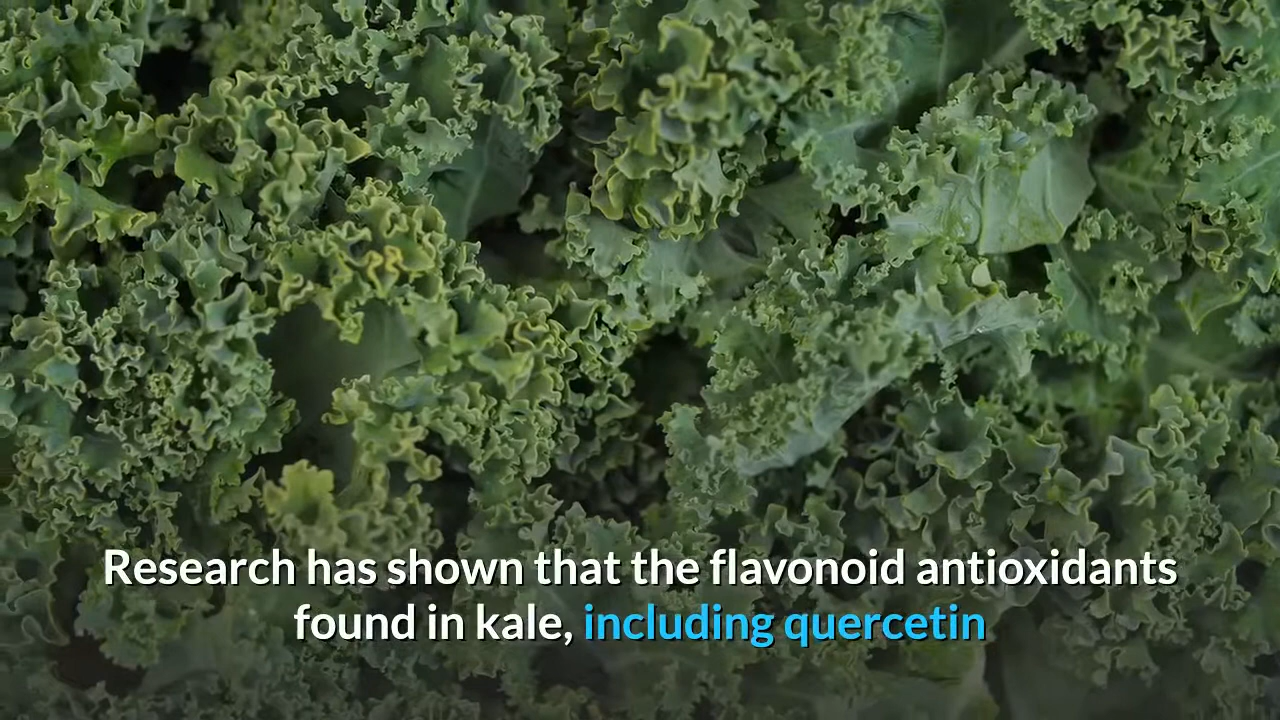 Research has shown that the flavonoid antioxidants
found in kale, including quercetin